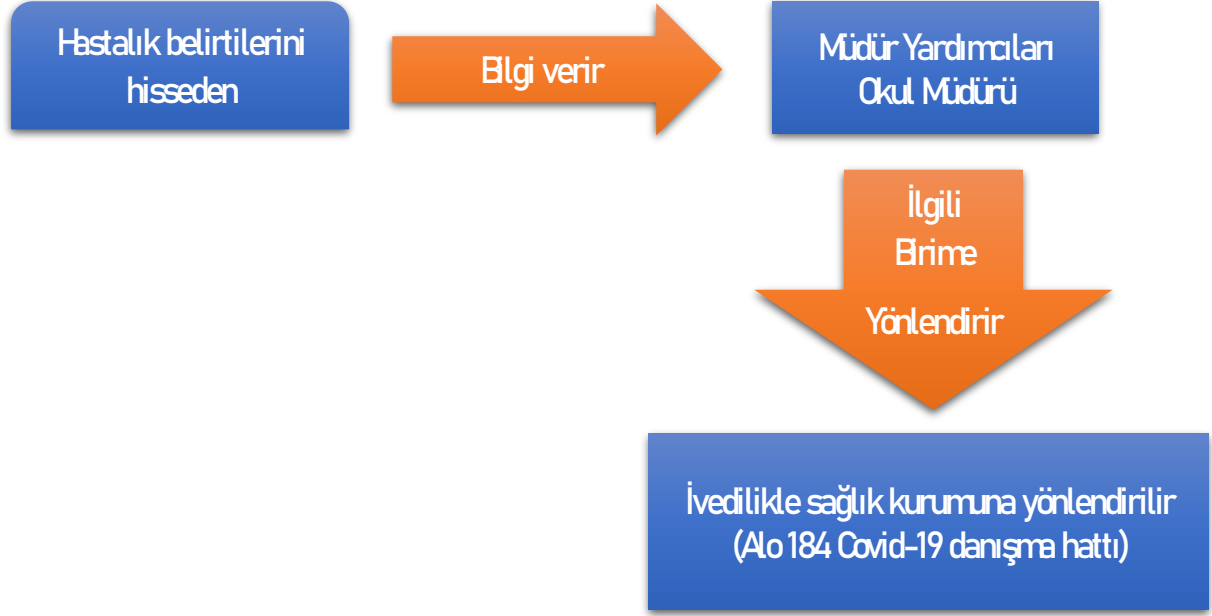 Hastalık belirtilerini
hisseden
Bilgi verir
Müdür Yardımcıları
Okul Müdürü
İlgili
Birime
Yönlendirir
İvedilikle sağlık kurumuna yönlendirilir
(Alo 184 Covid-19 danışma hattı)